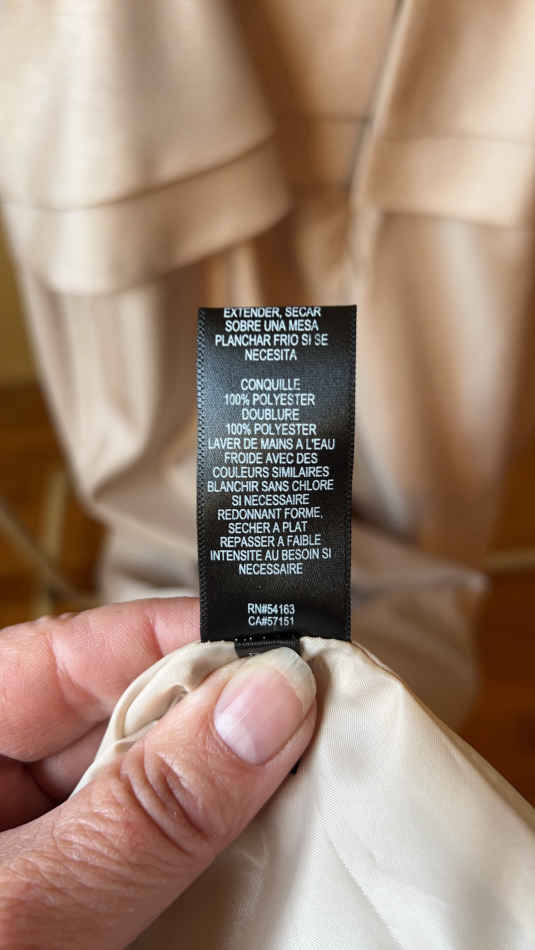 EXTENDER, SECAR
SOBRE UNA MESA
PLANCHAR FRIO SI SE
NECESITA
CONQUILLE
100% POLYESTER
DOUBLURE
100% POLYESTER
LAVER DE MAINS A L'EAU
FROIDE AVEC DES
COULEURS SIMILAIRES
BLANCHIR SANS CHLORE
SI NECESSAIRE
REDONNANT FORME,
SECHER A PLAT
REPASSER A FAIBLE
INTENSITE AU BESOIN SI
NECESSAIRE
RN#54163
CA#57151